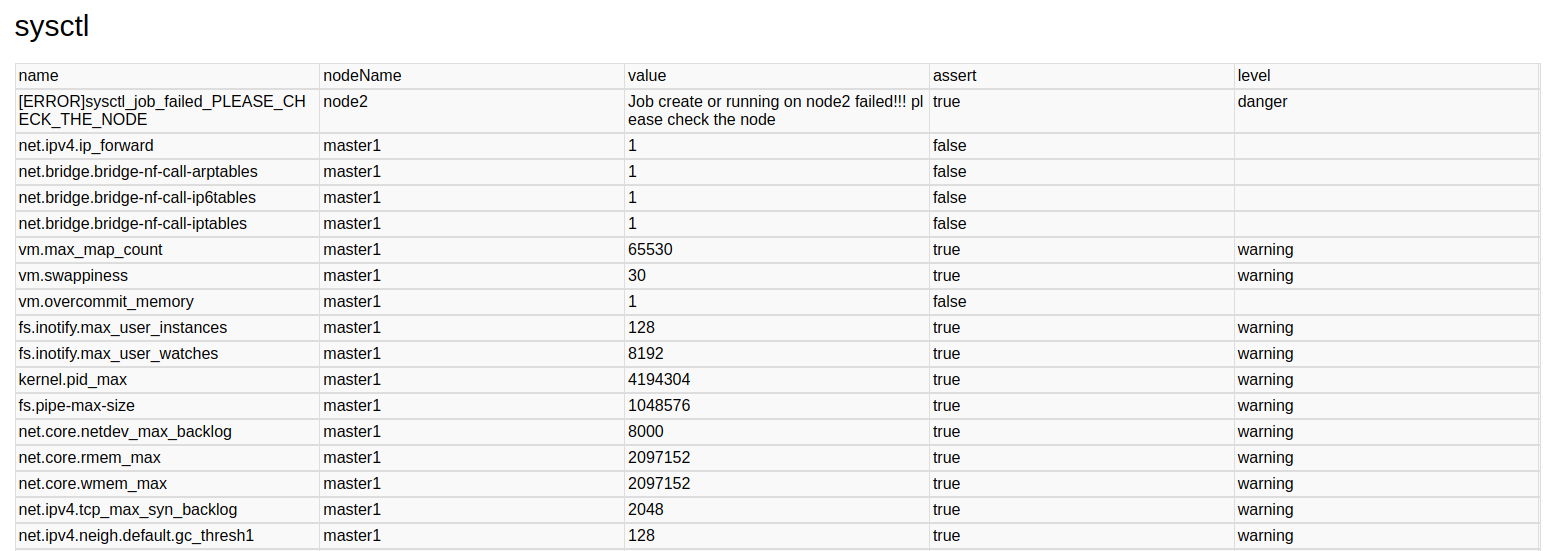 sysctl
name nodeName value assert level
[ERROR]sysctl_job_failed_PLEASE_CH node2 Job create or running on node2 failed!!! pl true danger
ECK_THE_NODE ease check the node
net.ipv4.ip_forward master1 1 false
net.bridge.bridge-nf-call-arptables master1 1 false
net.bridge.bridge-nf-call-ip6tables master1 1 false
net.bridge.bridge-nf-call-iptables master1 1 false
vm.max_map_count master1 65530 true warning
vm.swappiness master1 30 true warning
vm.overcommit_memory master1 1 false
fs.inotify.max_user_instances master1 128 true warning
fs.inotify.max_user_watches master1 8192 true warning
kernel.pid_max master1 4194304 true warning
fs.pipe-max-size master1 1048576 true warning
net.core.netdev_max_backlog master1 8000 true warning
net.core.rmem_max master1 2097152 true warning
net.core.wmem_max master1 2097152 true warning
net.ipv4.tcp_max_syn_backlog master1 2048 true warning
net.ipv4.neigh.default.gc_thresh1 master1 128 true warning